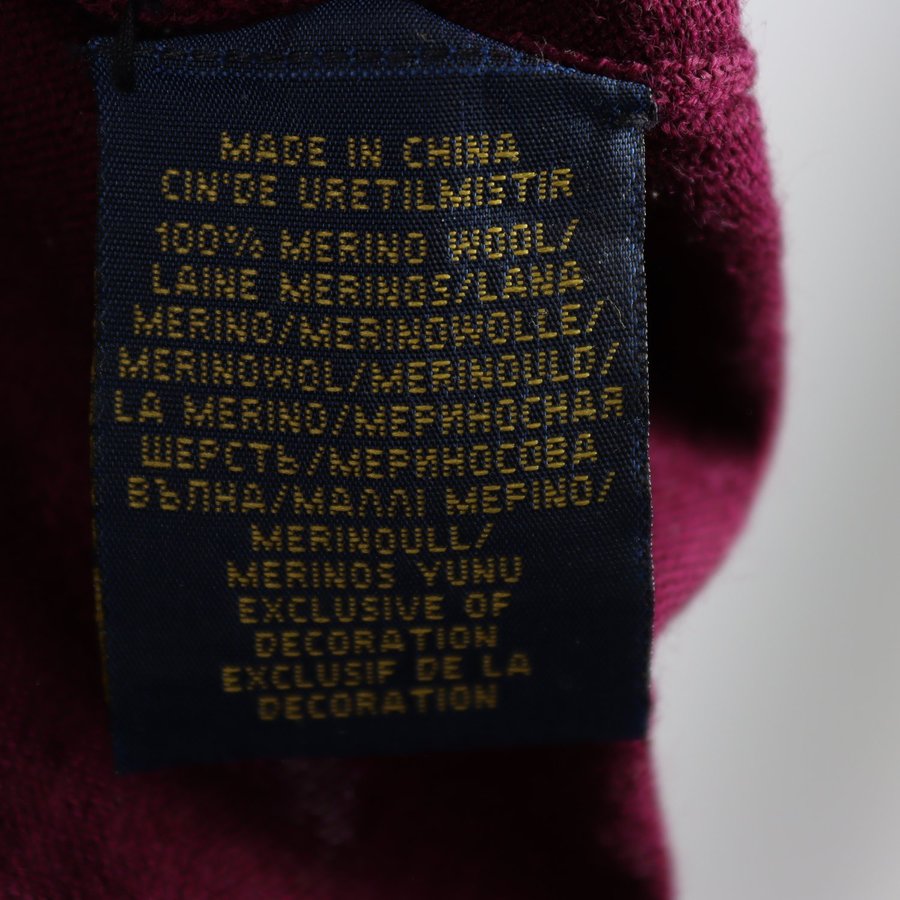 MADE IN CHINA
CIN'DE URETILMISTIR
100% MERINO WOOL/
LAINE MERINOS/LANA
MERINO/MERINOWOLLE/
MERINOWOL/MERINOULD/
LA MERINO/МЕРИНОСНАЯ
ШЕРСТЬ/МЕРИНОСОВА
ВЪЛНА/ΜΑΛΛΙ ΜΕΡΙΝΟ/
MERINOULL/
MERINOS YUNU
EXCLUSIVE OF
DECORATION
EXCLUSIF DE LA
DECORATION